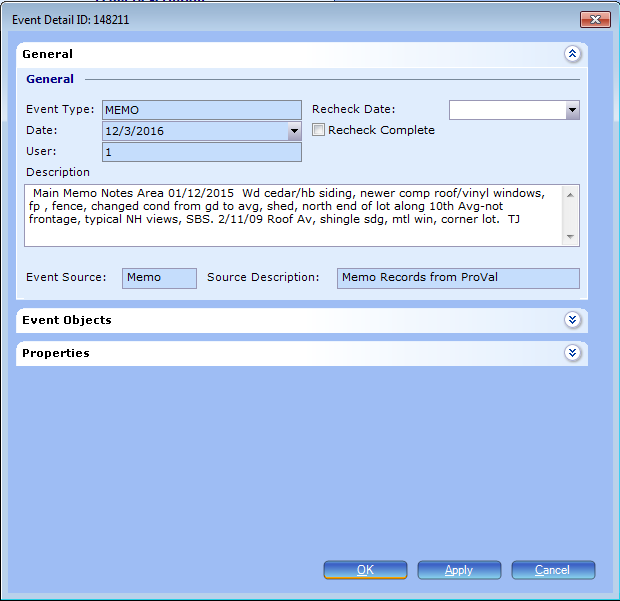 Event Detail ID: 148211
General
General
Event Type: MEMO Recheck Date:
Date: 12/3/2016 Recheck Complete
User: 1
Description
Main Memo Notes Area 01/12/2015 Wd cedar/hb siding, newer comp roof/vinyl windows,
fp , fence, changed cond from gd to avg, shed, north end of lot along 10th Avg-not
frontage, typical NH views, SBS. 2/11/09 Roof Av, shingle sdg, mtl win, corner lot. TJ
Event Source: Memo Source Description: Memo Records from ProVal
Event Objects
Properties
OK Apply Cancel